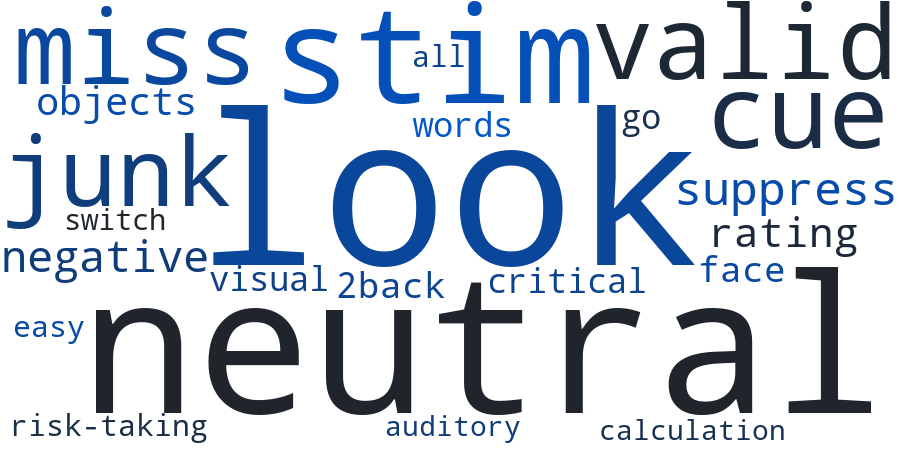 miss stim valid
all
objects
words go cue
junk look suppress
switch rating
negative
visual 2back critical face
easy neutral
risk-taking auditory calculation